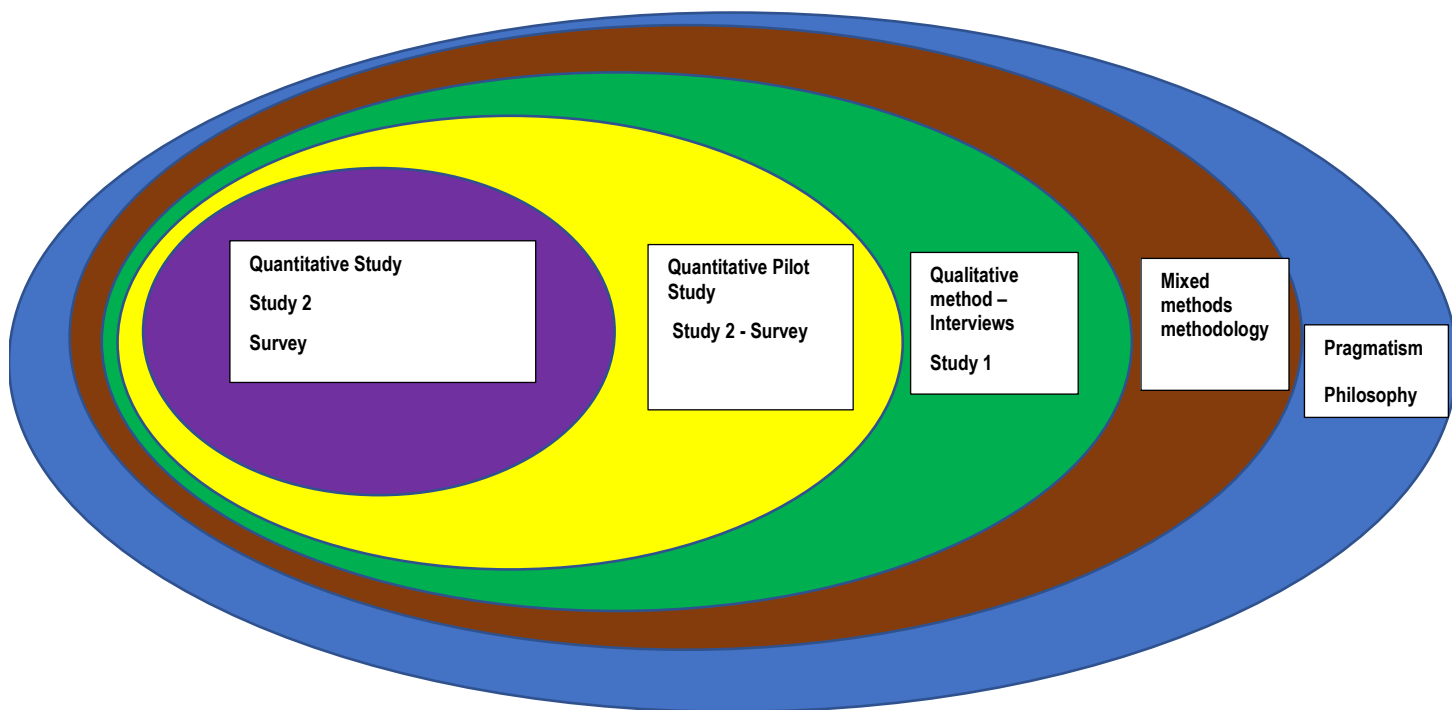 Quantitative Study
Study 2
Survey
Quantitative Pilot
Study
Study 2 - Survey
Qualitative
method –
Interviews
Study 1
Mixed
methods
methodology
Pragmatism
Philosophy